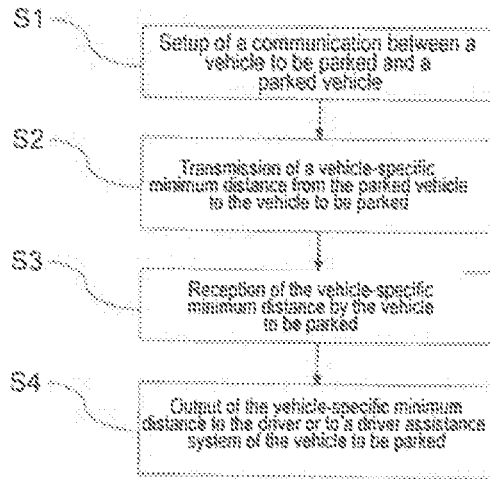 S1
Setup of a communication between a
vehicle to be parked and a
parked vehicle
S2
Transmission of a vehicle-specific
minimum distance from the parked vehicle
to the vehicle to be parked
S3
Reception of the vehicle-specific
minimum distance by the vehicle
to be parked
S4
Output of the vehicle-specific minimum
distance to the driver or to a driver assistance
system of the vehicle to be parked